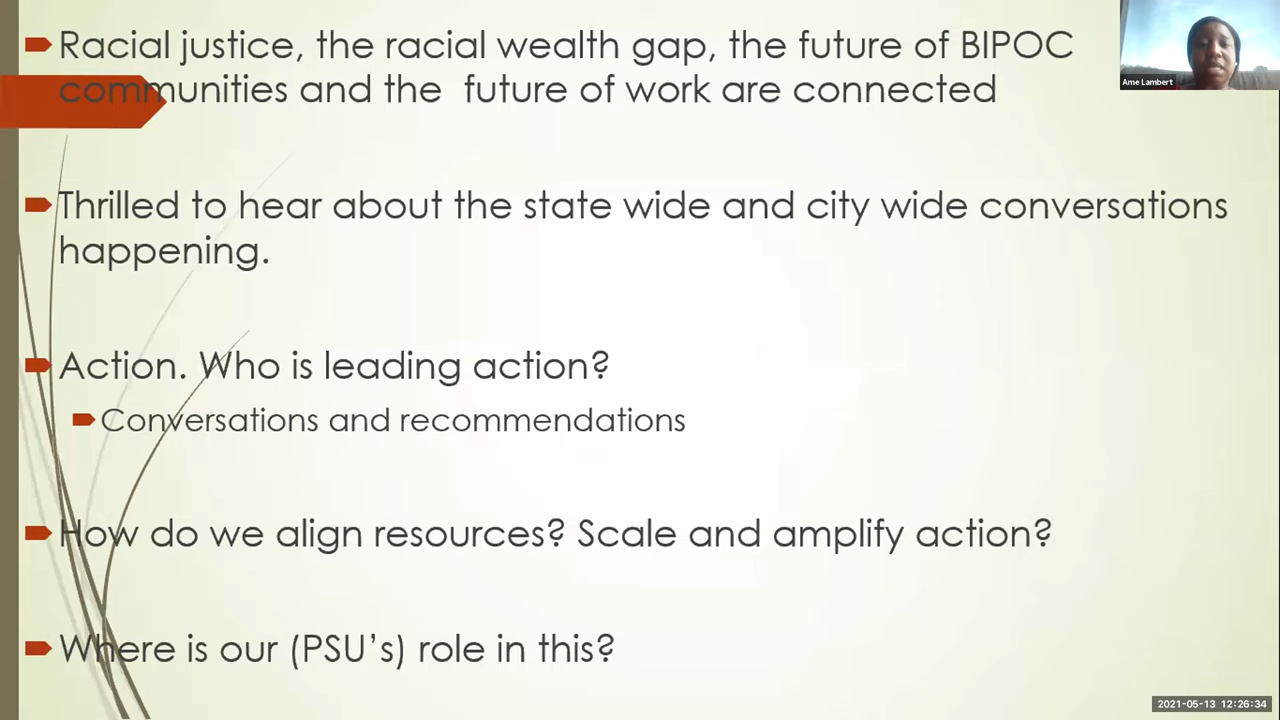 Racial justice, the racial wealth gap, the future of BIPOC
communities and the future of work are connected
Ame Lambert
Thrilled to hear about the state wide and city wide conversations
happening.
Action. Who is leading action?
Conversations and recommendations
How do we align resources? Scale and amplify action?
Where is our (PSU's) role in this?
2021-05-13 12:26:34